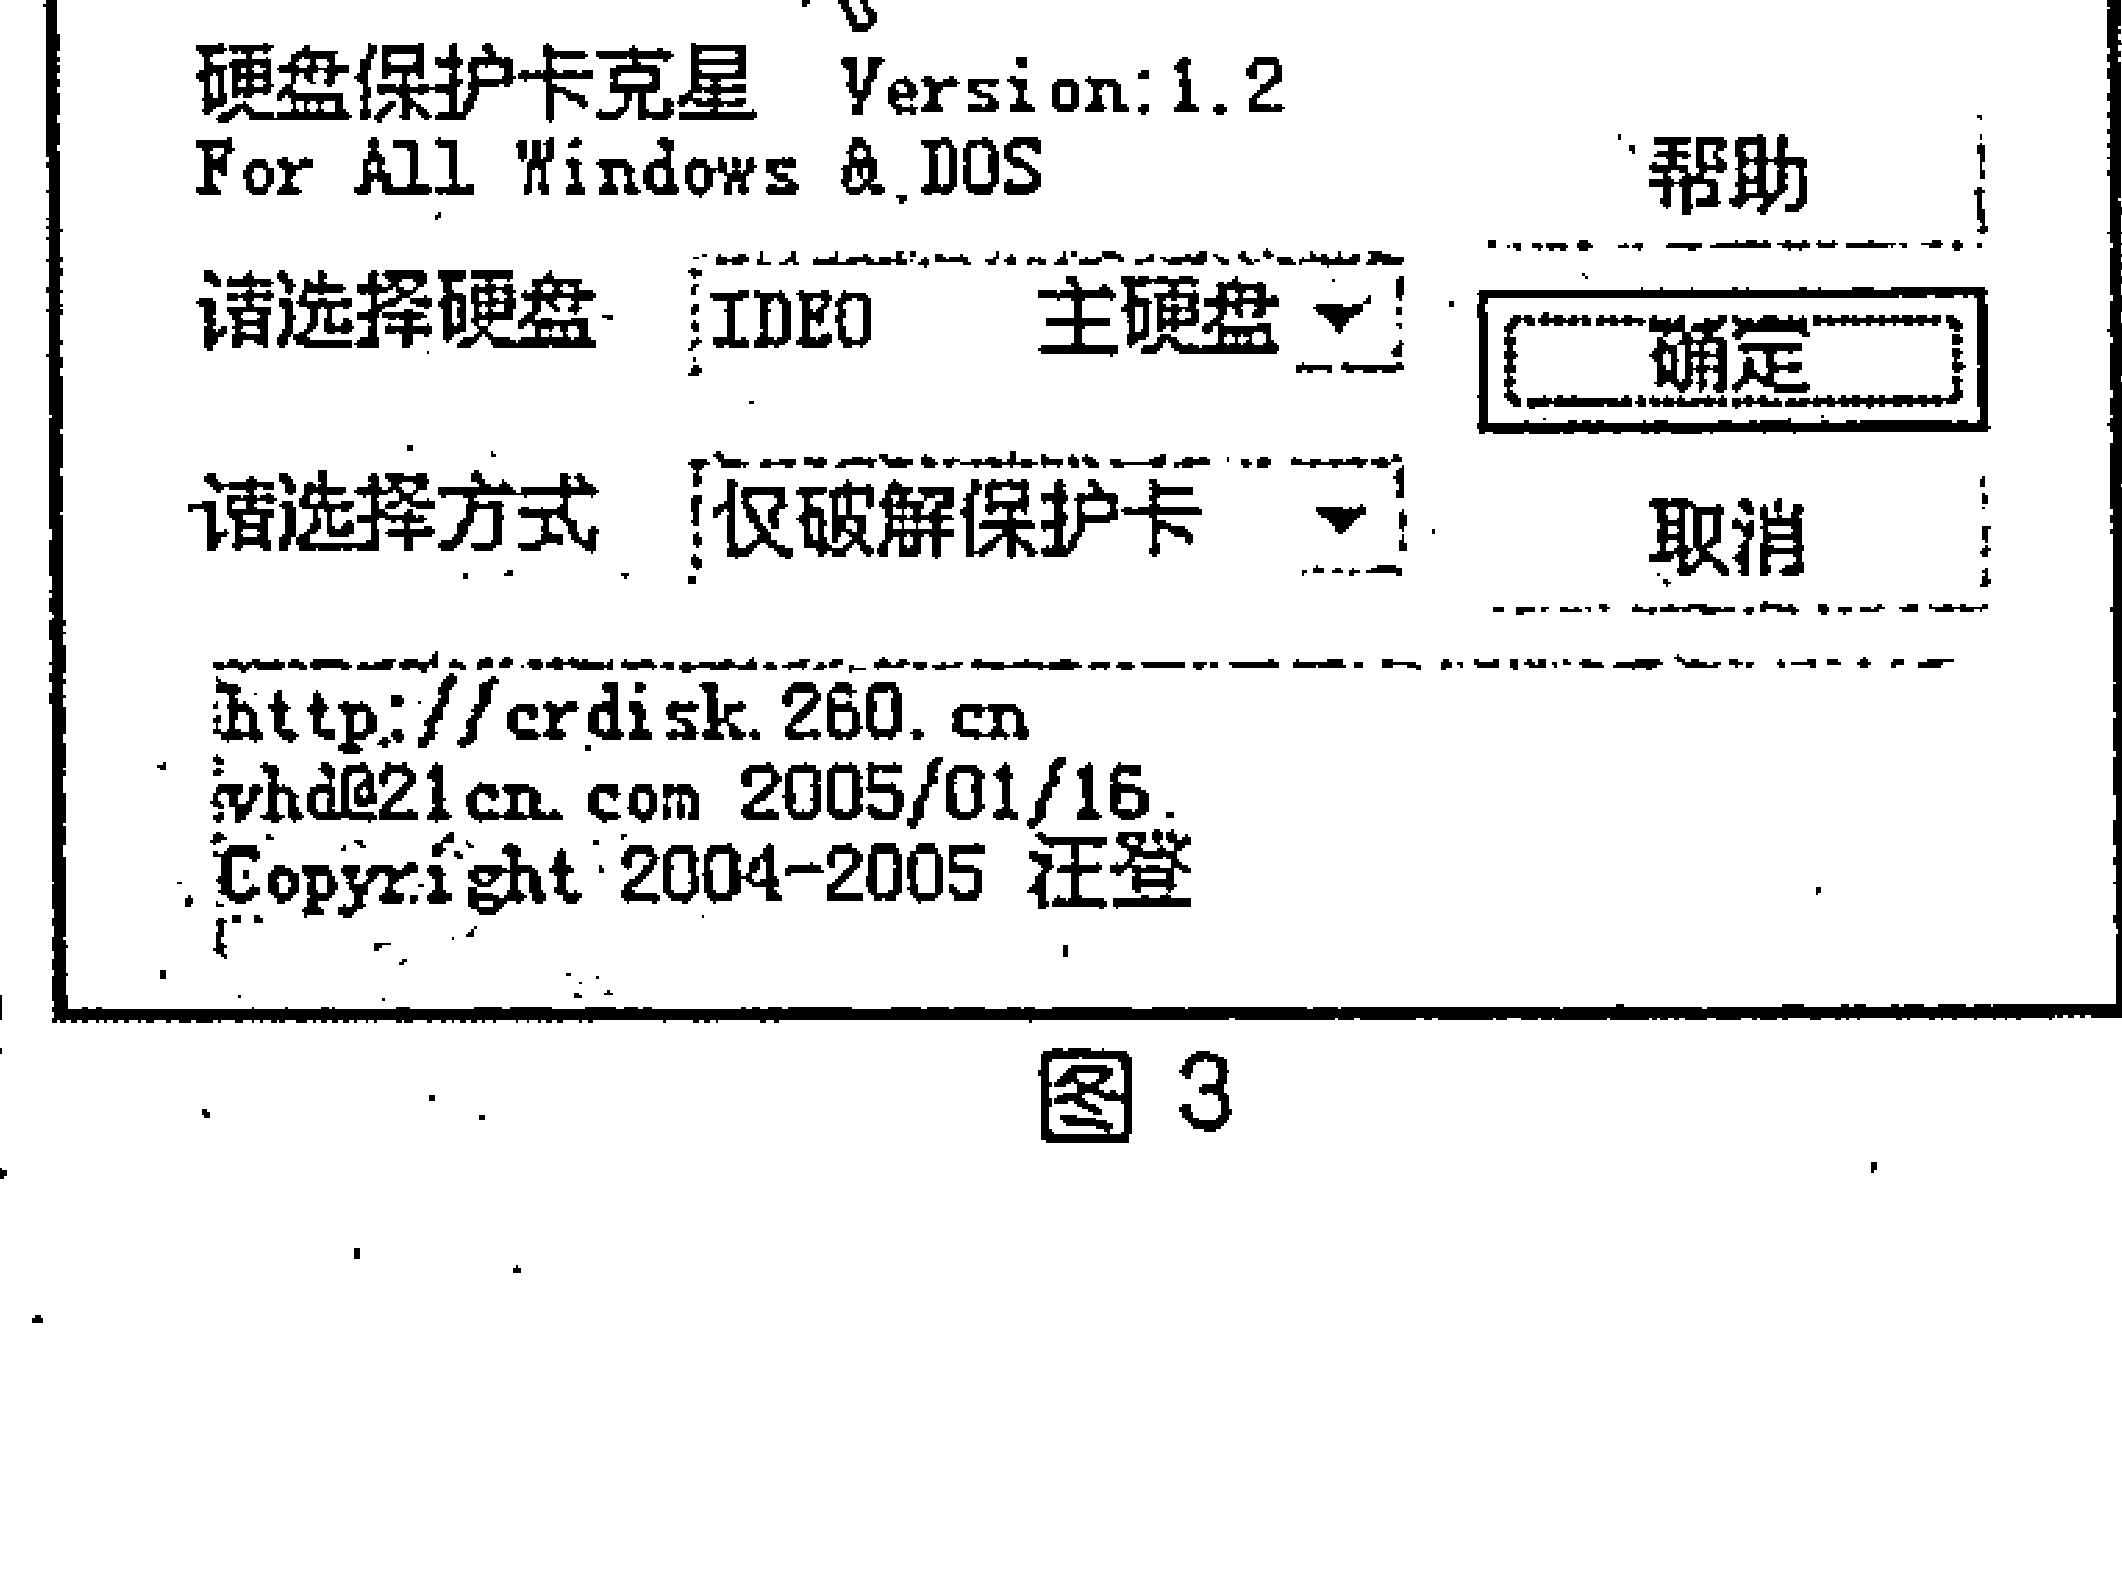 硬盘保护卡克星 Version:1.2
For All Windows & DOS
帮助
请选择硬盘 IDE0 主硬盘
确定
请选择方式 仅破解保护卡
取消
http://crdisk.260.cn
vhd@21cn.com 2005/01/16
Copyright 2004-2005 汪登
图 3